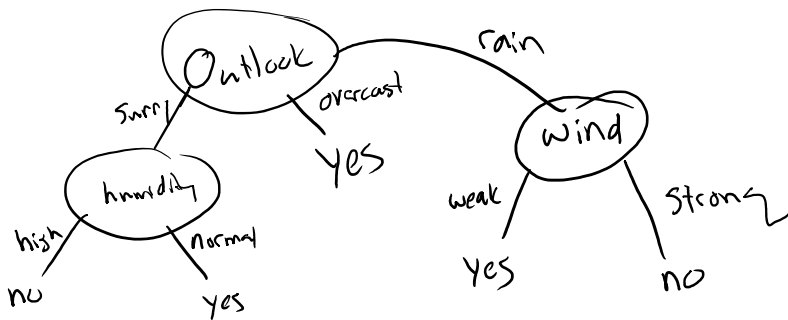 Outlook
rain
sunny
overcast
yes
wind
humidity
weak
strong
high
normal
yes
no
no
yes